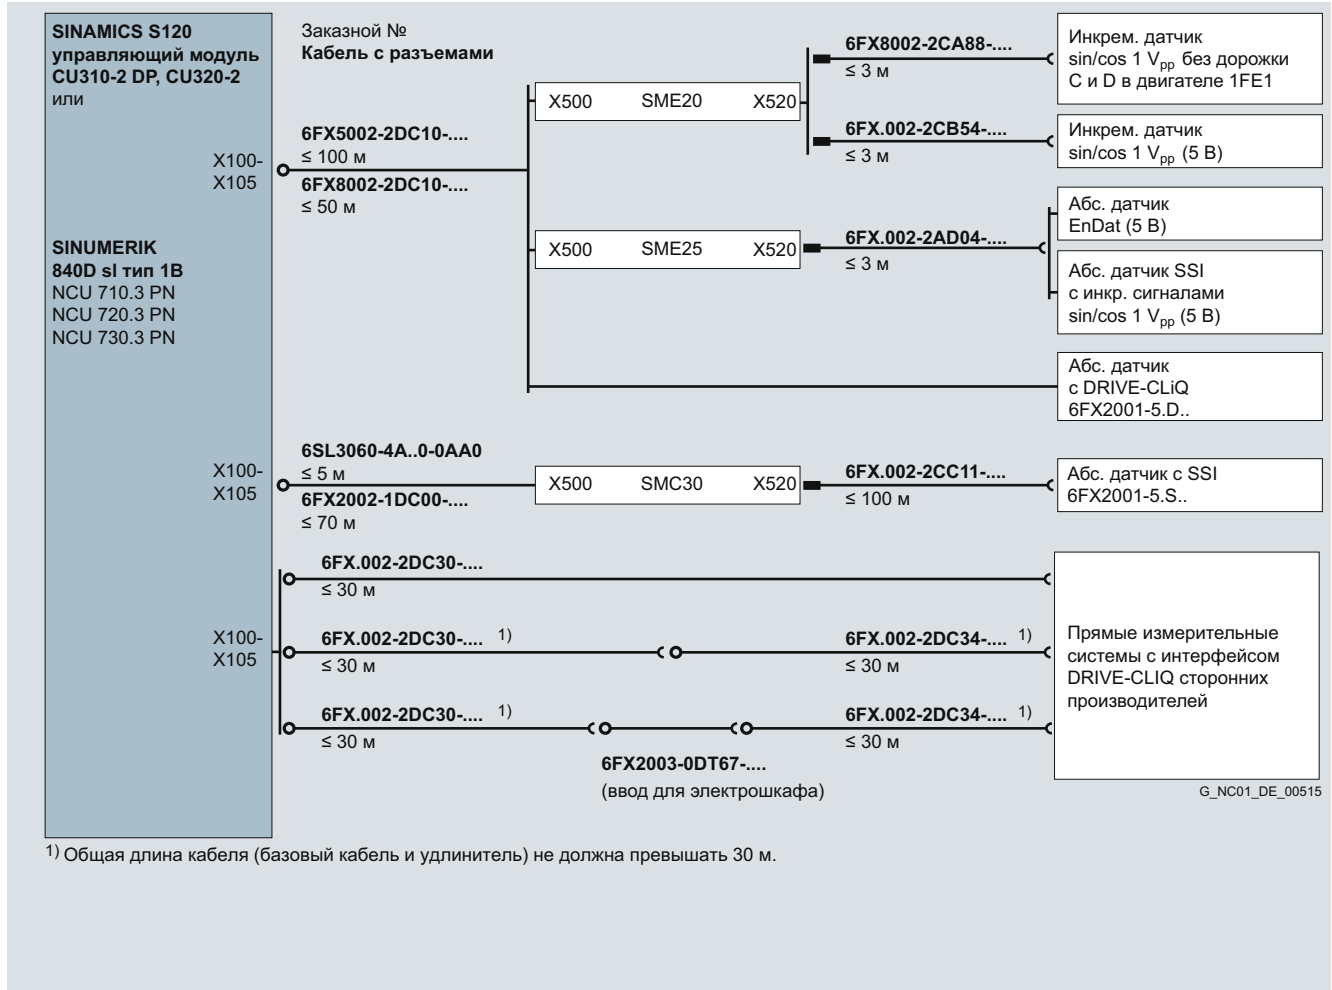 SINAMICS S120
управляющий модуль
CU310-2 DP, CU320-2
или
Заказной №
Кабель с разъемами
6FX8002-2CA88-....
≤ 3 м
Инкрем. датчик
sin/cos 1 Vpp без дорожки
C и D в двигателе 1FE1
X500 SME20 X520
6FX5002-2DC10-....
≤ 100 м
6FX8002-2DC10-....
≤ 50 м
X100-
X105
6FX.002-2CB54-....
≤ 3 м
Инкрем. датчик
sin/cos 1 Vpp (5 В)
SINUMERIK
840D sl тип 1B
NCU 710.3 PN
NCU 720.3 PN
NCU 730.3 PN
X500 SME25 X520
6FX.002-2AD04-....
≤ 3 м
Абс. датчик
EnDat (5 В)
Абс. датчик SSI
с инкр. сигналами
sin/cos 1 Vpp (5 В)
Абс. датчик
с DRIVE-CLiQ
6FX2001-5.D..
X100-
X105
6SL3060-4A..0-0AA0
≤ 5 м
6FX2002-1DC00-....
≤ 70 м
X500 SMC30 X520
6FX.002-2CC11-....
≤ 100 м
Абс. датчик с SSI
6FX2001-5.S..
X100-
X105
6FX.002-2DC30-....
≤ 30 м
6FX.002-2DC30-.... 1)
≤ 30 м
6FX.002-2DC34-.... 1)
≤ 30 м
6FX.002-2DC30-.... 1)
≤ 30 м
6FX.002-2DC34-.... 1)
≤ 30 м
6FX2003-0DT67-....
(ввод для электрошкафа)
Прямые измерительные
системы с интерфейсом
DRIVE-CLIQ сторонних
производителей
G_NC01_DE_00515
1) Общая длина кабеля (базовый кабель и удлинитель) не должна превышать 30 м.